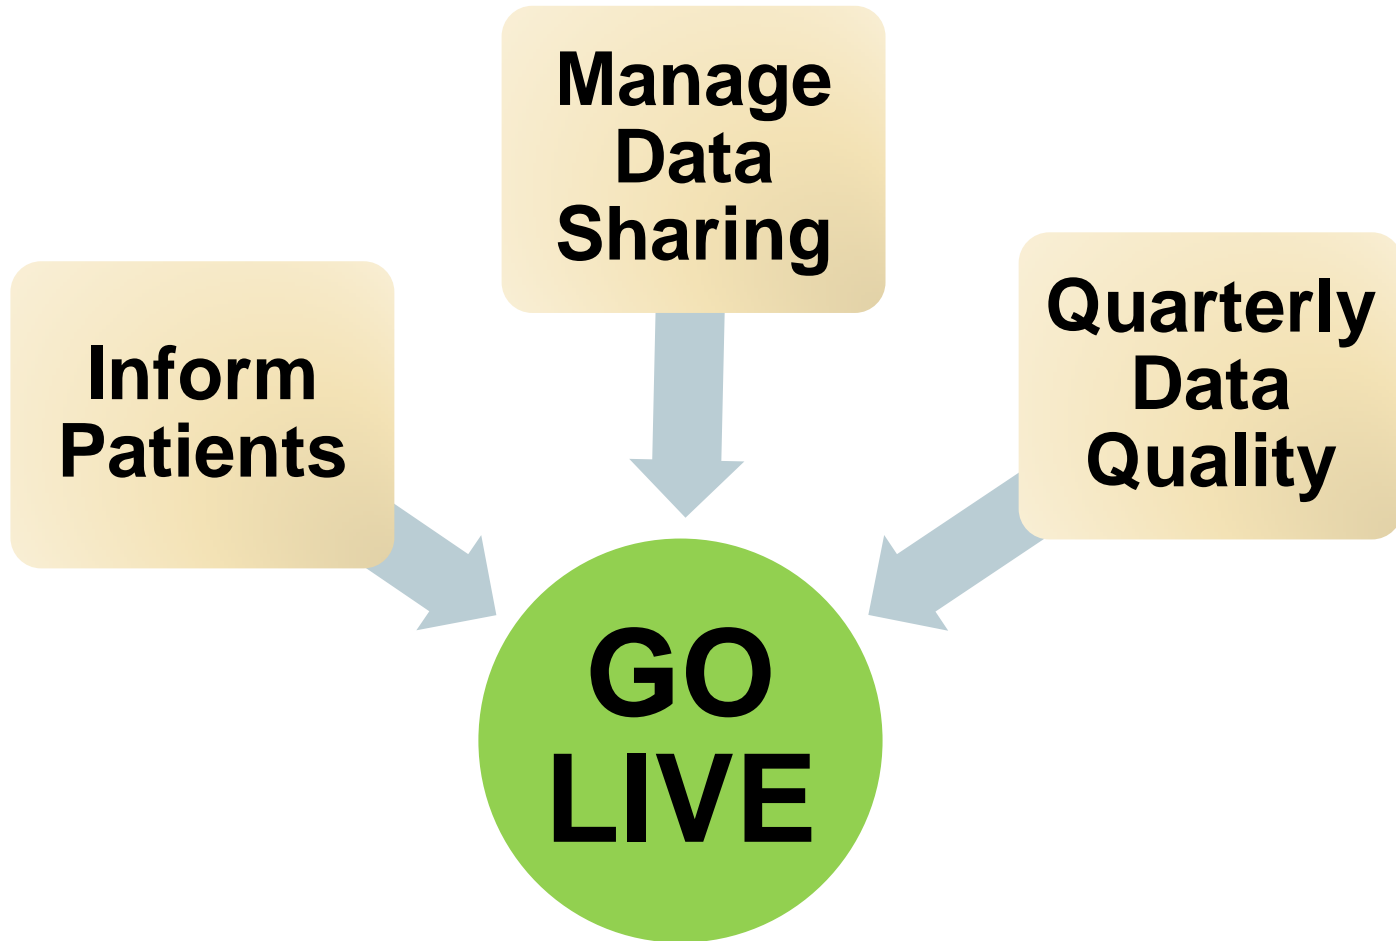 Manage
Data
Sharing
Inform
Patients
Quarterly
Data
Quality
GO
LIVE